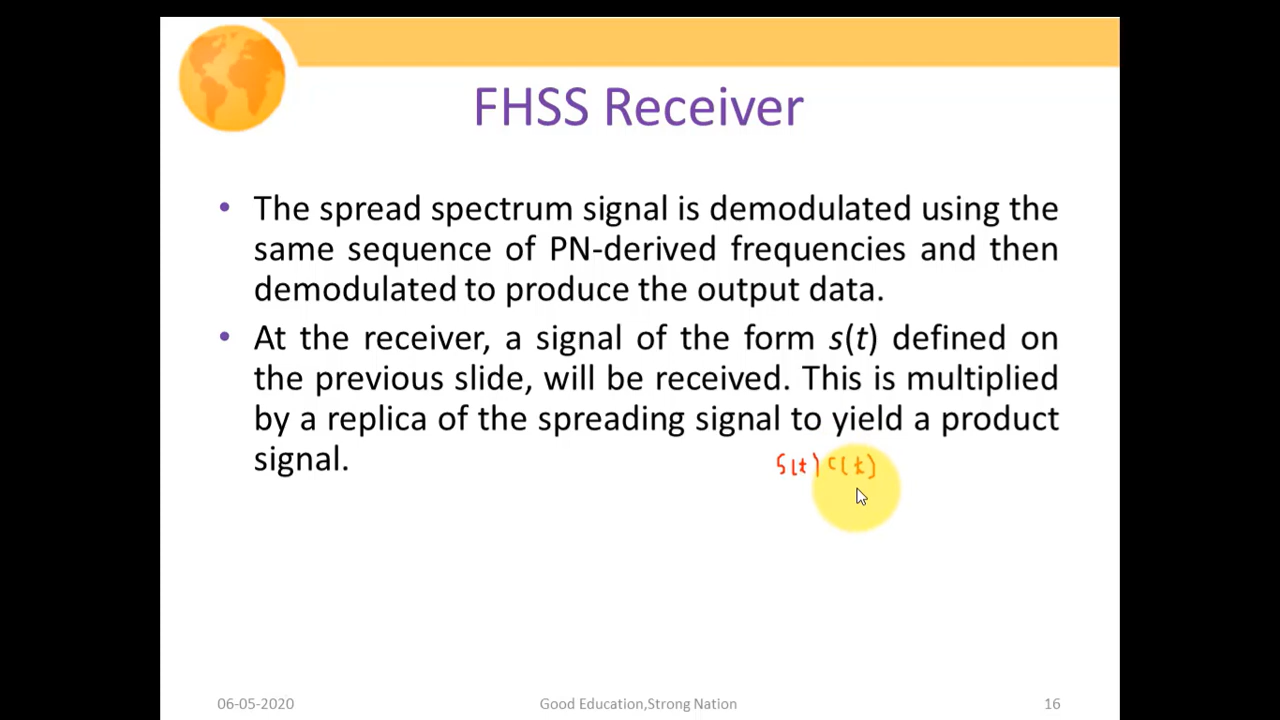 FHSS Receiver
• The spread spectrum signal is demodulated using the
same sequence of PN-derived frequencies and then
demodulated to produce the output data.
• At the receiver, a signal of the form s(t) defined on
the previous slide, will be received. This is multiplied
by a replica of the spreading signal to yield a product
signal.
S(t) c(t)
06-05-2020
Good Education,Strong Nation
16